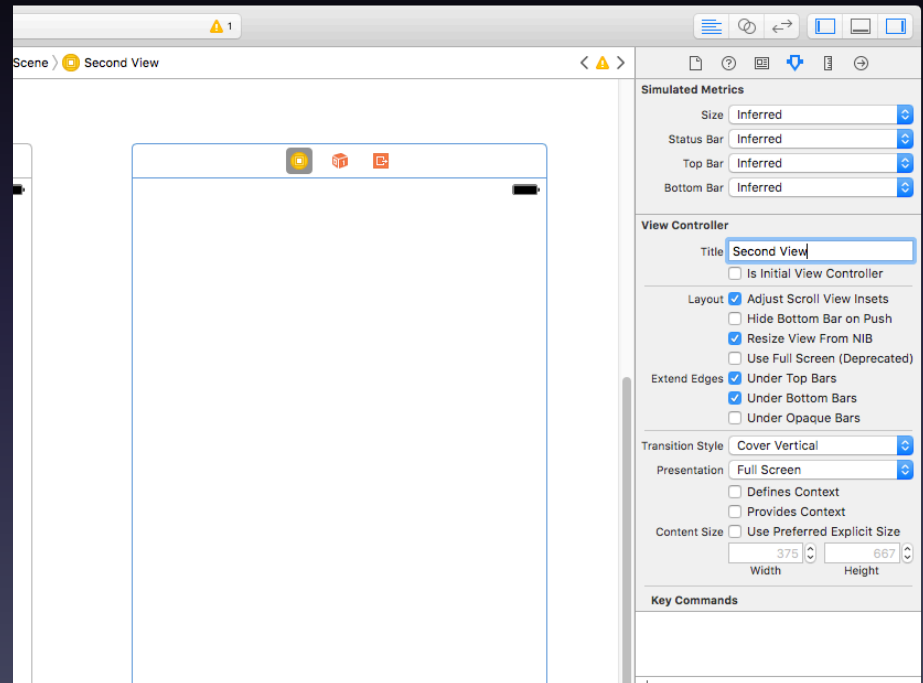 1
Scene Second View
Simulated Metrics
Size Inferred
Status Bar Inferred
Top Bar Inferred
Bottom Bar Inferred
View Controller
Title Second View
Is Initial View Controller
Layout Adjust Scroll View Insets
Hide Bottom Bar on Push
Resize View From NIB
Use Full Screen (Deprecated)
Extend Edges Under Top Bars
Under Bottom Bars
Under Opaque Bars
Transition Style Cover Vertical
Presentation Full Screen
Defines Context
Provides Context
Content Size Use Preferred Explicit Size
375 667
Width Height
Key Commands